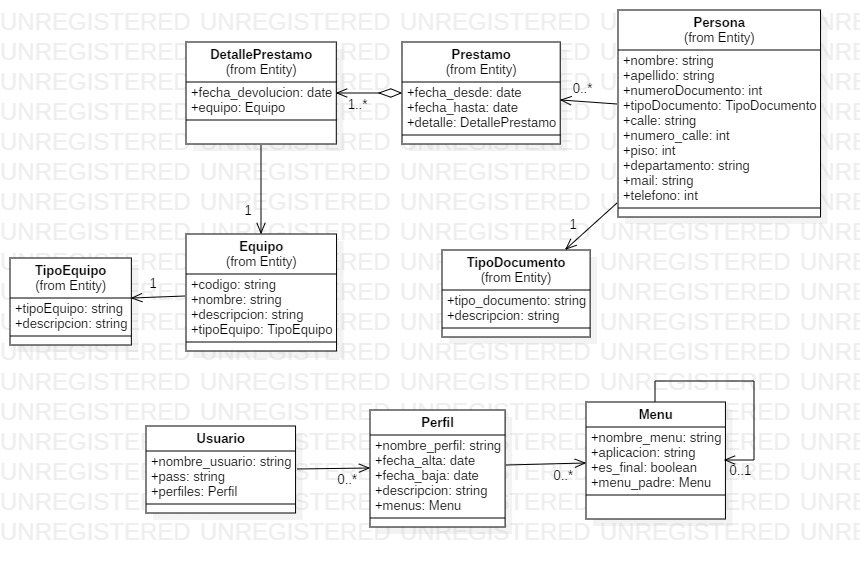 UNREGISTERED
Persona
(from Entity)
+nombre: string
+apellido: string
+numeroDocumento: int
+tipoDocumento: TipoDocumento
+calle: string
+numero_calle: int
+piso: int
+departamento: string
+mail: string
+telefono: int
DetallePrestamo
(from Entity)
+fecha_devolucion: date
+equipo: Equipo
1..*
Prestamo
(from Entity)
+fecha_desde: date
+fecha_hasta: date
+detalle: DetallePrestamo
0..*
1
1
Equipo
(from Entity)
+codigo: string
+nombre: string
+descripcion: string
+tipoEquipo: TipoEquipo
TipoEquipo
(from Entity)
+tipoEquipo: string
+descripcion: string
1
TipoDocumento
(from Entity)
+tipo_documento: string
+descripcion: string
Usuario
+nombre_usuario: string
+pass: string
+perfiles: Perfil
0..*
Perfil
+nombre_perfil: string
+fecha_alta: date
+fecha_baja: date
+descripcion: string
+menus: Menu
0..*
Menu
+nombre_menu: string
+aplicacion: string
+es_final: boolean
+menu_padre: Menu
0..1